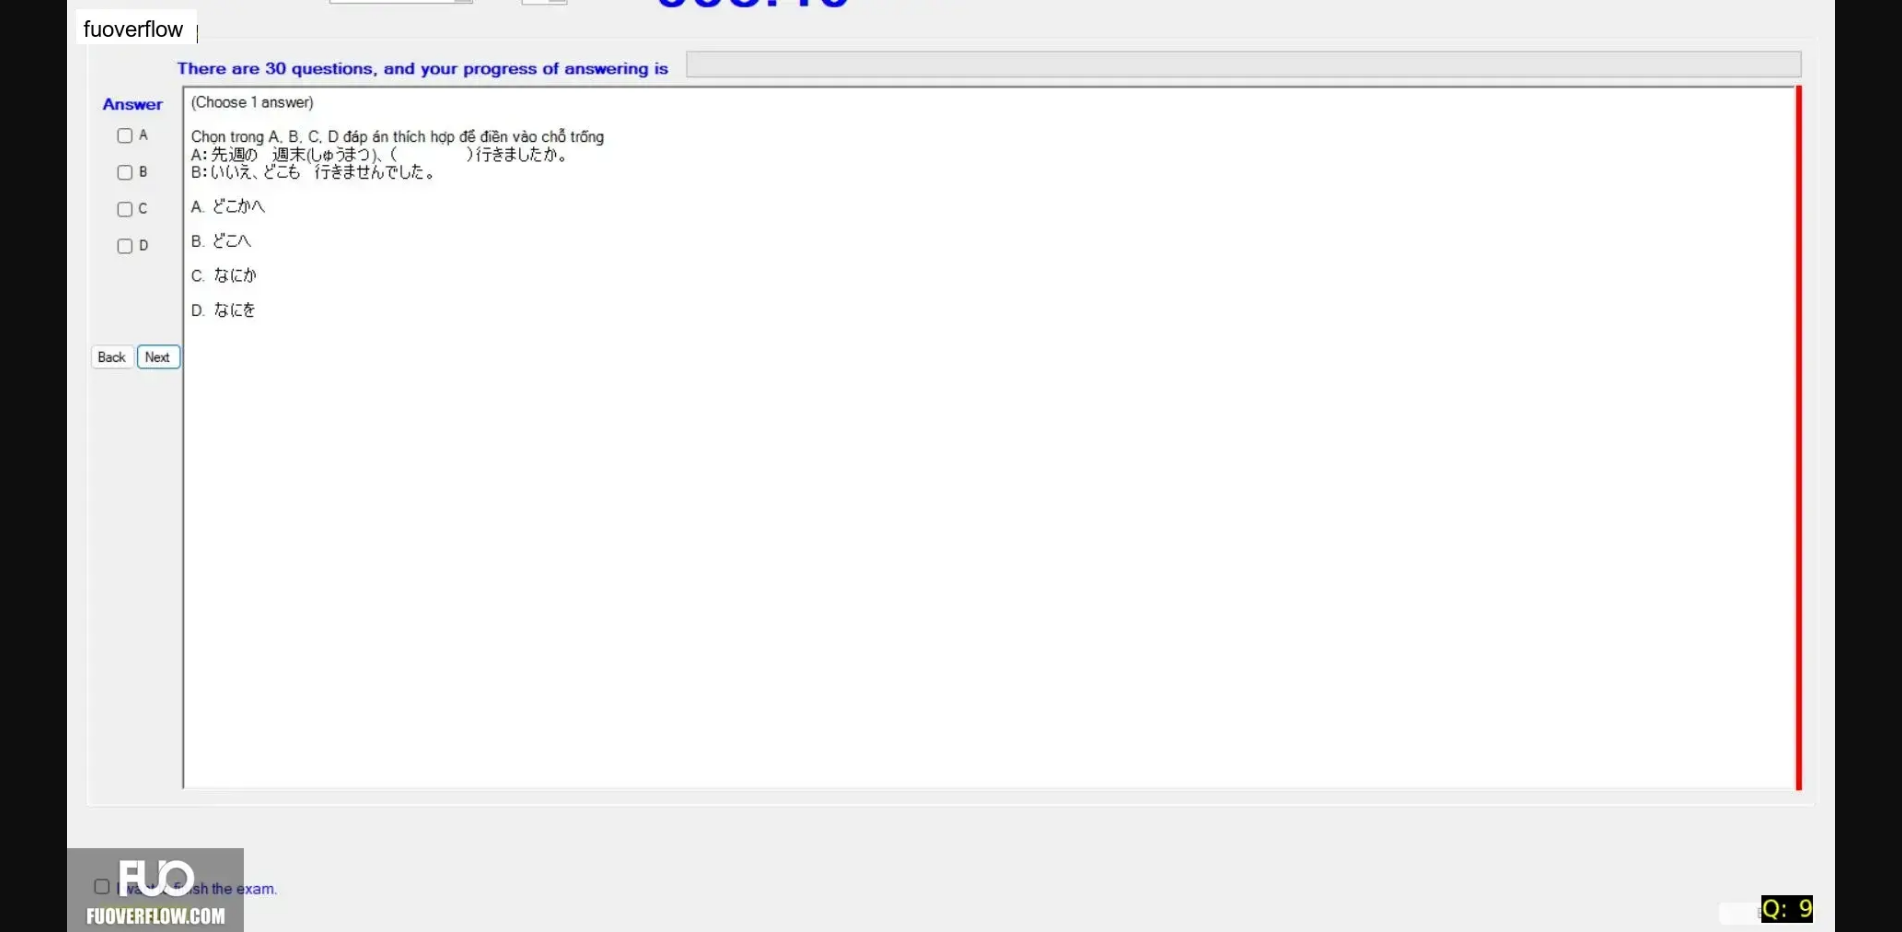 fuoverflow
There are 30 questions, and your progress of answering is
Answer
(Choose 1 answer)
A
B
C
D
Chọn trong A, B, C, D đáp án thích hợp để điền vào chỗ trống
A: 先週の 週末(しゅうまつ)、( )行きましたか。
B: いいえ、どこも 行きませんでした。
A. どこかへ
B. どこへ
C. なにか
D. なにを
Back Next
FUO
sh the exam.
FUOVERFLOW.COM
Q: 9